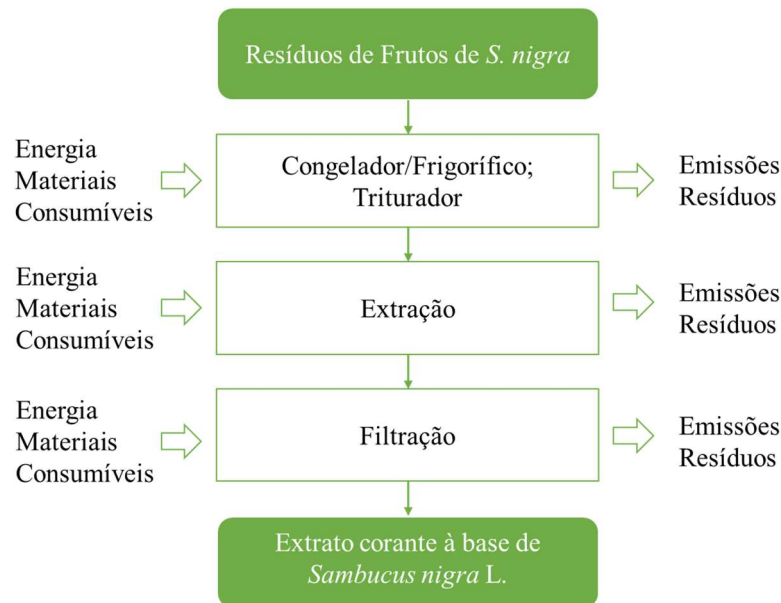 Resíduos de Frutos de S. nigra
Energia
Materiais
Consumíveis
Congelador/Frigorífico;
Triturador
Emissões
Resíduos
Energia
Materiais
Consumíveis
Extração
Emissões
Resíduos
Energia
Materiais
Consumíveis
Filtração
Emissões
Resíduos
Extrato corante à base de
Sambucus nigra L.